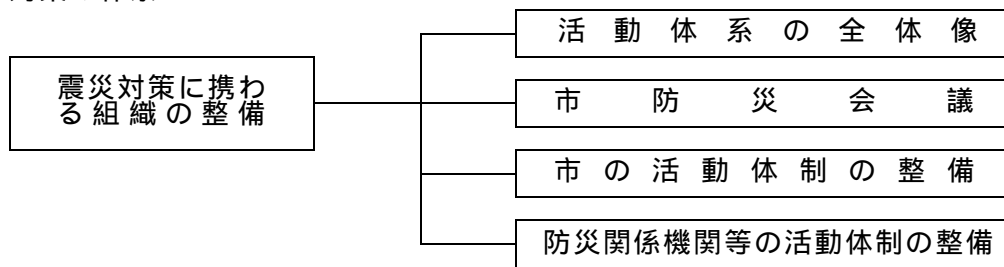 活動体系の全体像
震災対策に携わ
る組織の整備
市防災会議
市の活動体制の整備
防災関係機関等の活動体制の整備